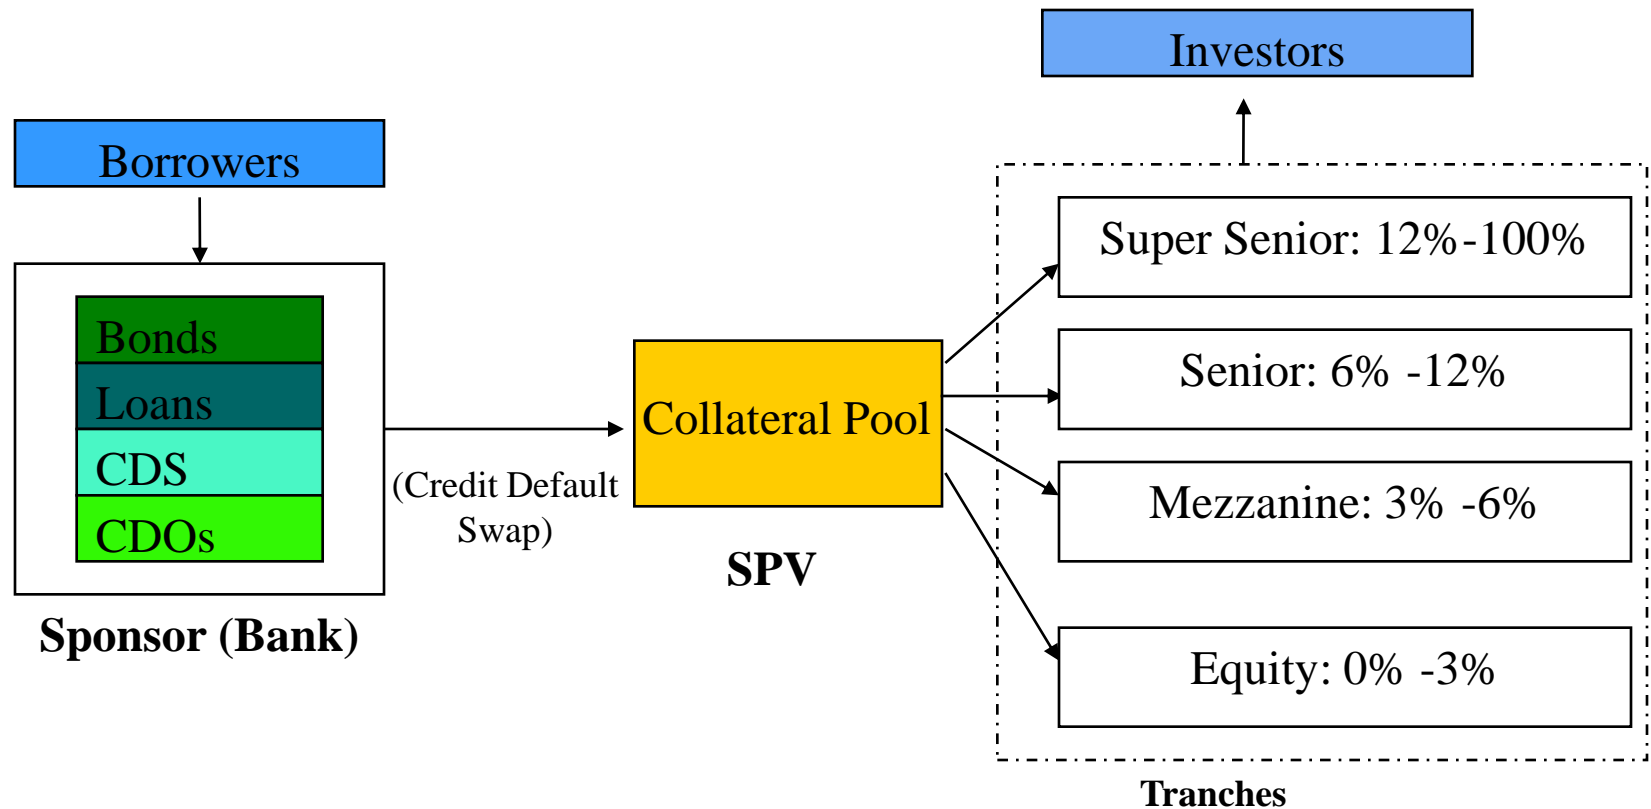 Borrowers
Bonds
Loans
CDS
CDOs
Sponsor (Bank)
(Credit Default
Swap)
Collateral Pool
SPV
Investors
Super Senior: 12%-100%
Senior: 6% -12%
Mezzanine: 3% -6%
Equity: 0% -3%
Tranches